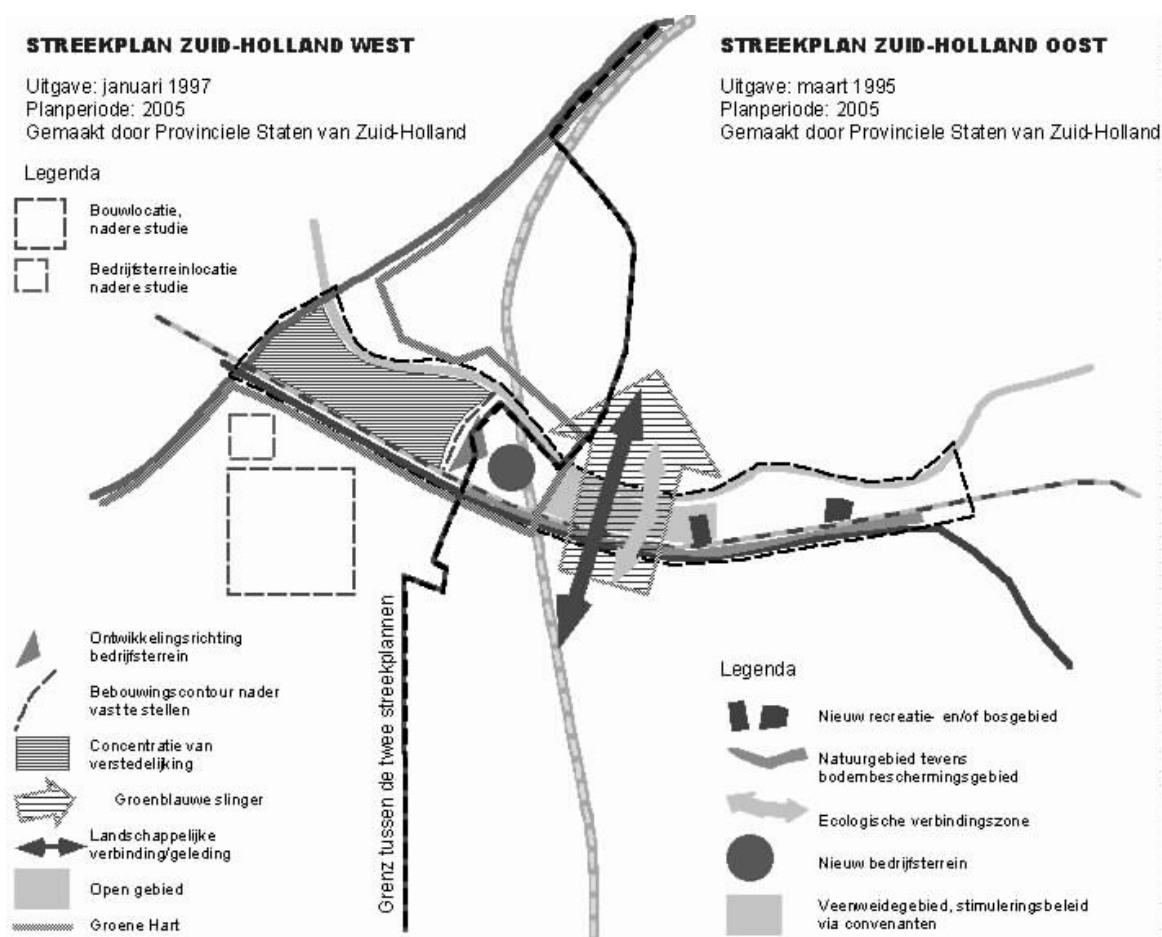 STREEKPLAN ZUID-HOLLAND WEST
Uitgave: januari 1997
Planperiode: 2005
Gemaakt door Provinciele Staten van Zuid-Holland
Legenda
Bouwlocatie,
nadere studie
Bedrijfsterreinlocatie
nadere studie
STREEKPLAN ZUID-HOLLAND OOST
Uitgave: maart 1995
Planperiode: 2005
Gemaakt door Provinciele Staten van Zuid-Holland
Ontwikkelingsrichting
bedrijfsterrein
Bebouwingscontour nader
vast te stellen
Concentratie van
verstedelijking
Groenblauwe slinger
Landschappelijke
verbinding/geleding
Open gebied
Groene Hart
Grenz tussen de twee streekplannen
Legenda
Nieuw recreatie- en/of bosgebied
Natuurgebied tevens
bodembeschermingsgebied
Ecologische verbindingszone
Nieuw bedrijfsterrein
Veenweidegebied, stimuleringsbeleid
via convenanten